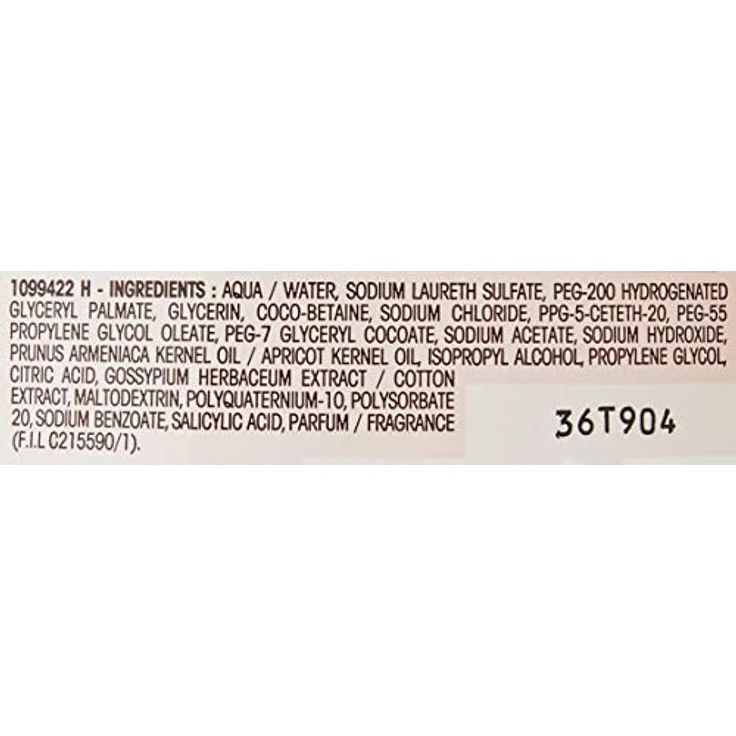 1099422 H - INGREDIENTS : AQUA / WATER, SODIUM LAURETH SULFATE, PEG-200 HYDROGENATED
GLYCERYL PALMATE, GLYCERIN, COCO-BETAINE, SODIUM CHLORIDE, PPG-5-CETETH-20, PEG-55
PROPYLENE GLYCOL OLEATE, PEG-7 GLYCERYL COCOATE, SODIUM ACETATE, SODIUM HYDROXIDE,
PRUNUS ARMENIACA KERNEL OIL / APRICOT KERNEL OIL, ISOPROPYL ALCOHOL, PROPYLENE GLYCOL,
CITRIC ACID, GOSSYPIUM HERBACEUM EXTRACT / COTTON
EXTRACT, MALTODEXTRIN, POLYQUATERNIUM-10, POLYSORBATE
20, SODIUM BENZOATE, SALICYLIC ACID, PARFUM / FRAGRANCE
(F.I.L C215590/1).
36T904